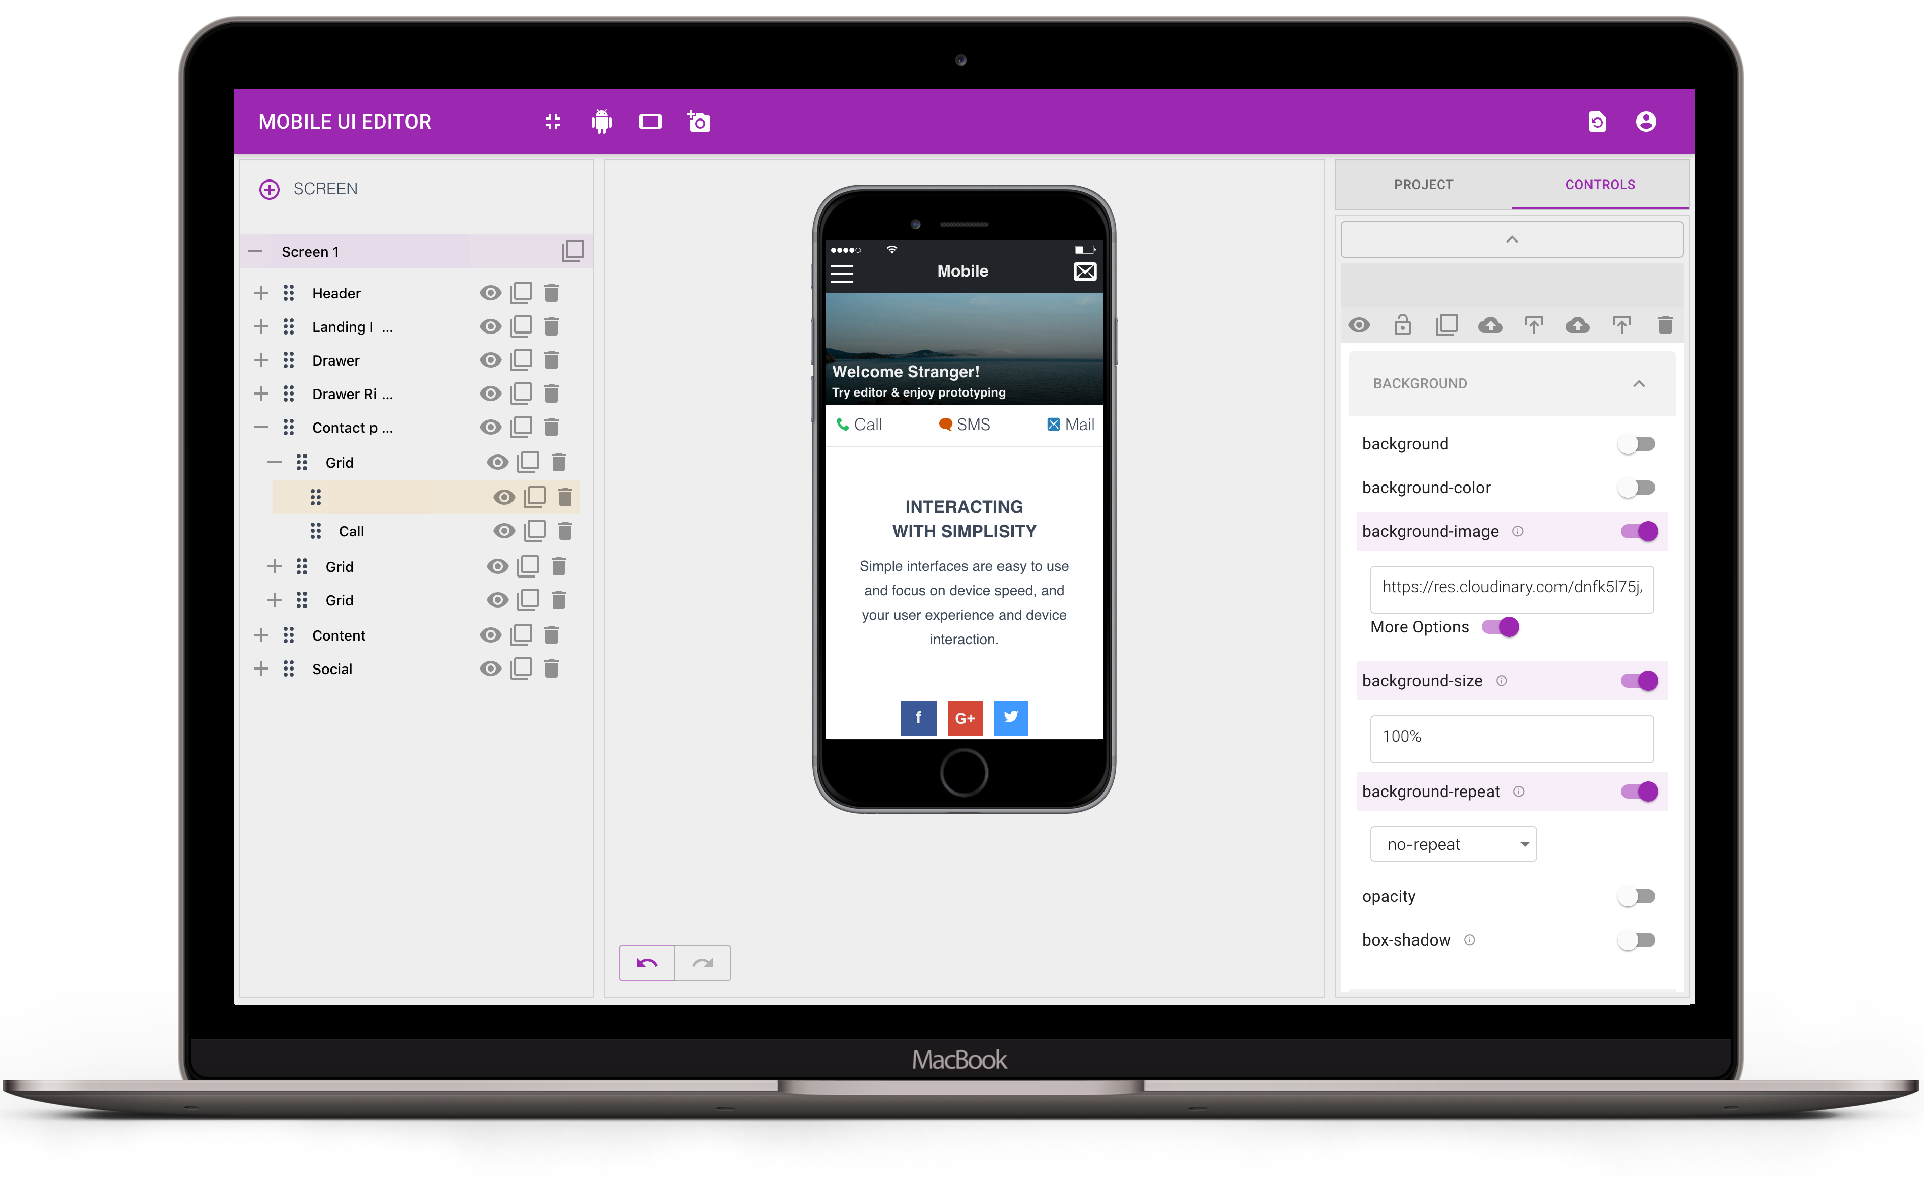 MOBILE UI EDITOR
SCREEN
Screen 1
Header
Landing I ...
Drawer
Drawer Ri ...
Contact p ...
Grid
Call
Grid
Grid
Content
Social
Mobile
Welcome Stranger!
Try editor & enjoy prototyping
Call SMS Mail
INTERACTING
WITH SIMPLISITY
Simple interfaces are easy to use
and focus on device speed, and
your user experience and device
interaction.
f G+
PROJECT CONTROLS
BACKGROUND
background
background-color
background-image
https://res.cloudinary.com/dnfk5l75j,
More Options
background-size
100%
background-repeat
no-repeat
opacity
box-shadow
MacBook